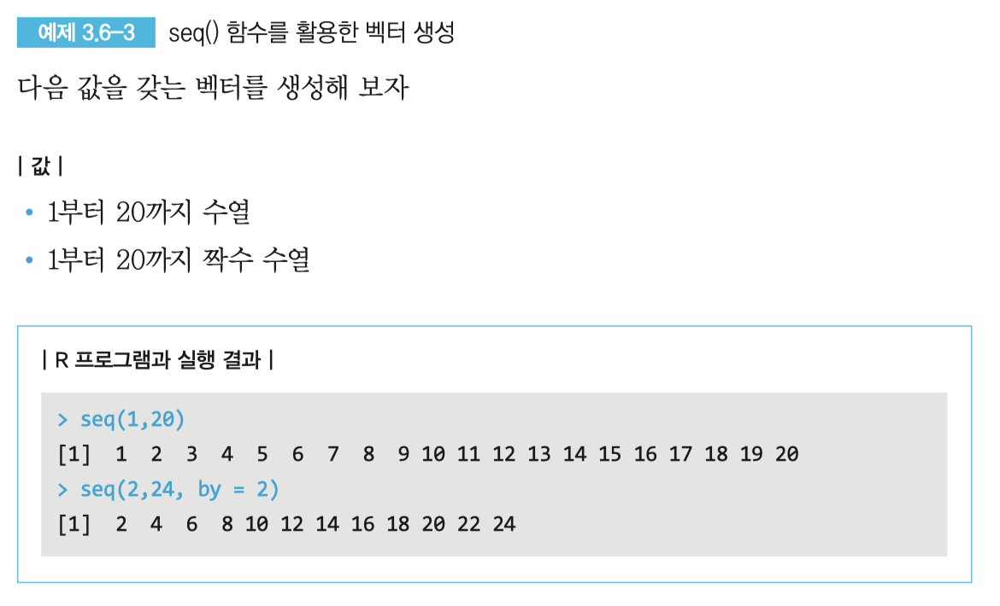 예제 3.6-3 seq() 함수를 활용한 벡터 생성
다음 값을 갖는 벡터를 생성해 보자
| 값 |
• 1부터 20까지 수열
• 1부터 20까지 짝수 수열
| R 프로그램과 실행 결과 |
> seq(1,20)
[1]  1  2  3  4  5  6  7  8  9 10 11 12 13 14 15 16 17 18 19 20
> seq(2,24, by = 2)
[1]  2  4  6  8 10 12 14 16 18 20 22 24